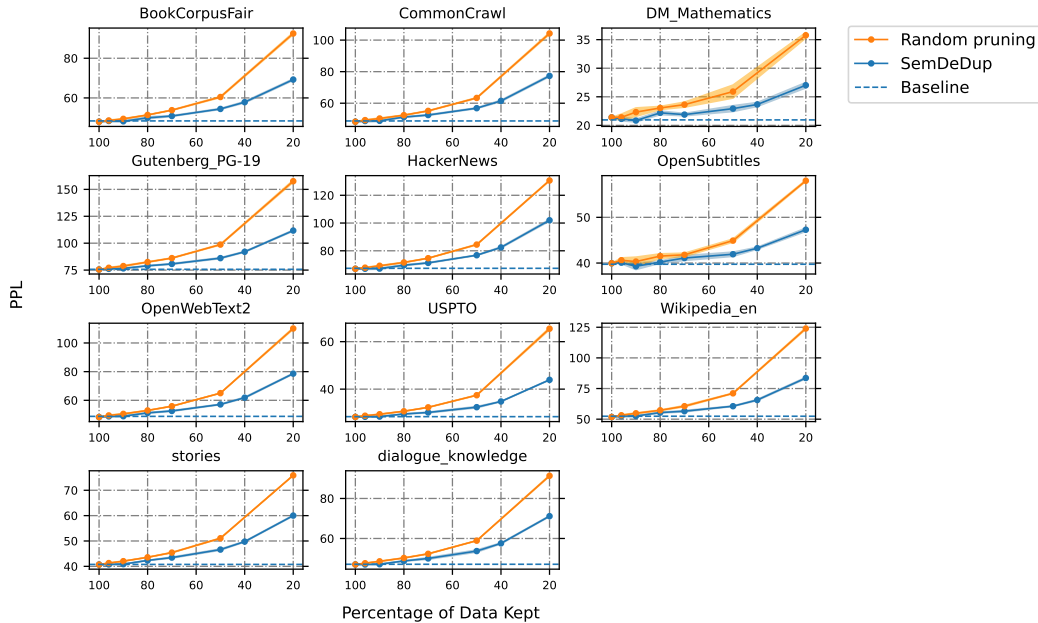 BookCorpusFair
80
60
100 80 60 40 20
CommonCrawl
100
80
60
100 80 60 40 20
DM_Mathematics
35
30
25
20
100 80 60 40 20
Random pruning
SemDeDup
Baseline
Gutenberg_PG-19
150
125
100
75
100 80 60 40 20
HackerNews
120
100
80
100 80 60 40 20
OpenSubtitles
50
40
100 80 60 40 20
PPL
OpenWebText2
100
80
60
100 80 60 40 20
USPTO
60
40
100 80 60 40 20
Wikipedia_en
125
100
75
50
100 80 60 40 20
stories
70
60
50
40
100 80 60 40 20
dialogue_knowledge
80
60
100 80 60 40 20
Percentage of Data Kept